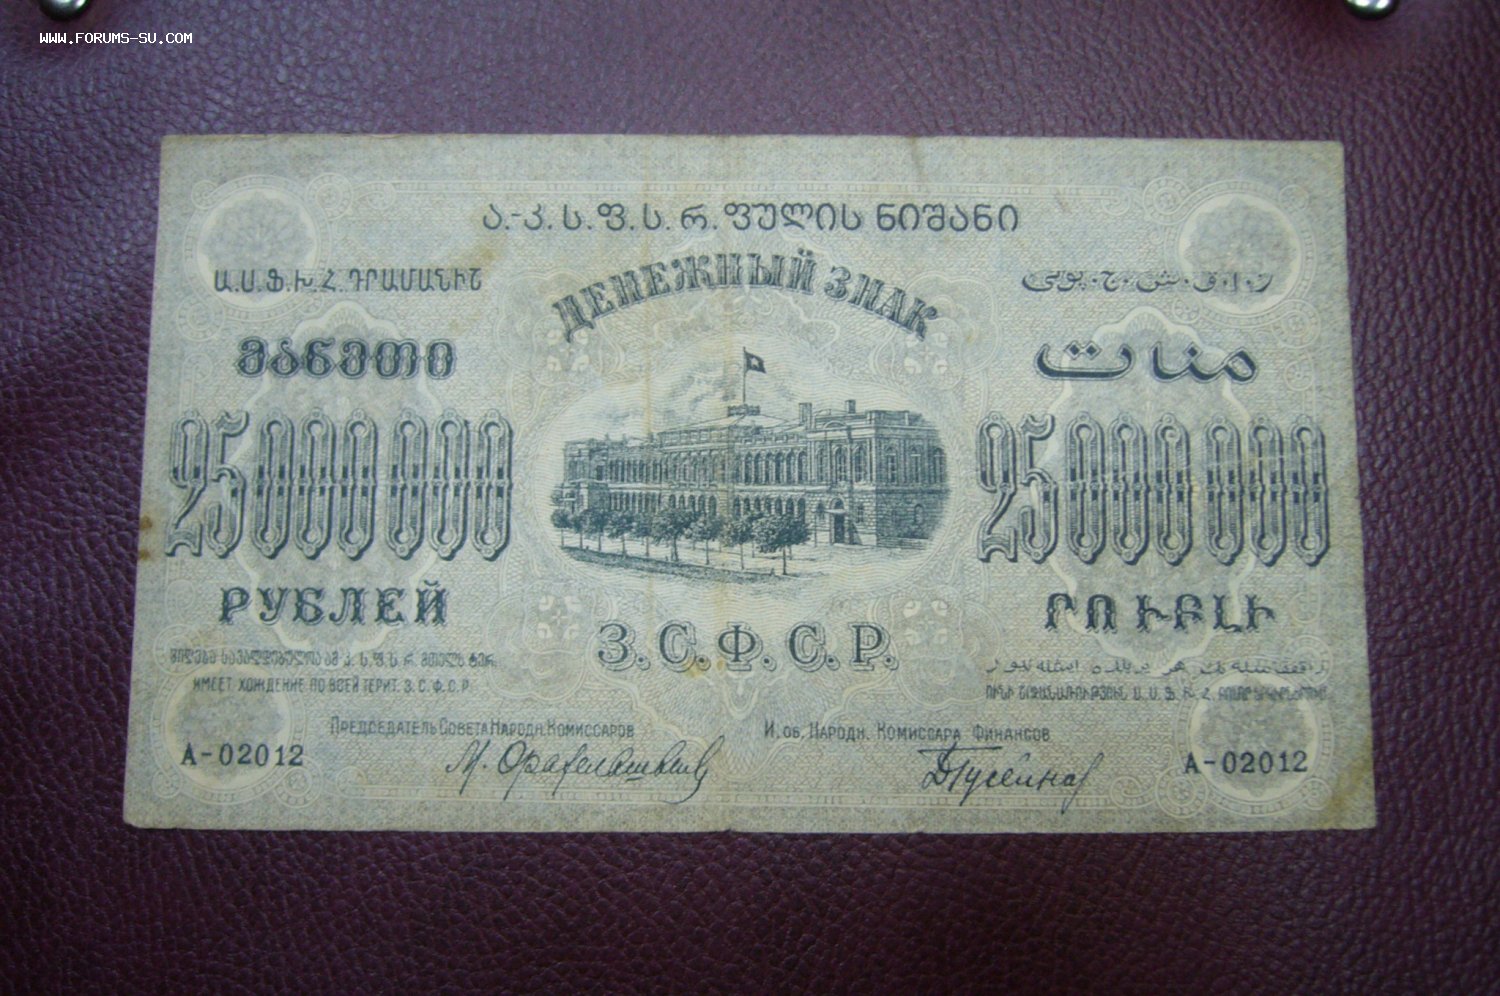 WWW.FORUMS-SU.COM
ა.-კ. ს. ფ. ს. რ. ფულის ნიშანი
Ա.Ս.Ֆ.Խ.Հ. ԴՐԱՄԱՆԻՇ
ДЕНЕЖНЫЙ ЗНАК
მანეთი
منات
25000000
25000000
РУБЛЕЙ
ՐՈՒԲԼԻ
З.С.Ф.С.Р.
ИМЕЕТ ХОЖДЕНИЕ ПО ВСЕЙ ТЕРИТ. З.С.Ф.С.Р.
ПРЕДСЕДАТЕЛЬ СОВЕТА НАРОДН. КОМИССАРОВ
И. ОБ. НАРОДН. КОМИССАРА ФИНАНСОВ
А-02012
А-02012